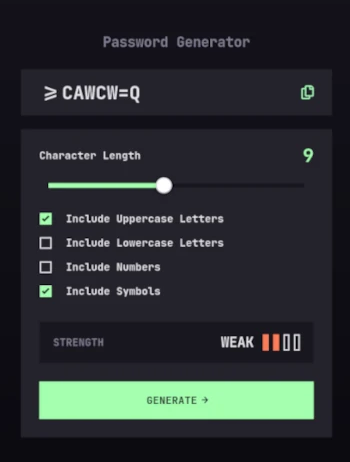 Password Generator
>=CAWCW=Q
Character Length 9
Include Uppercase Letters
Include Lowercase Letters
Include Numbers
Include Symbols
STRENGTH WEAK
GENERATE →